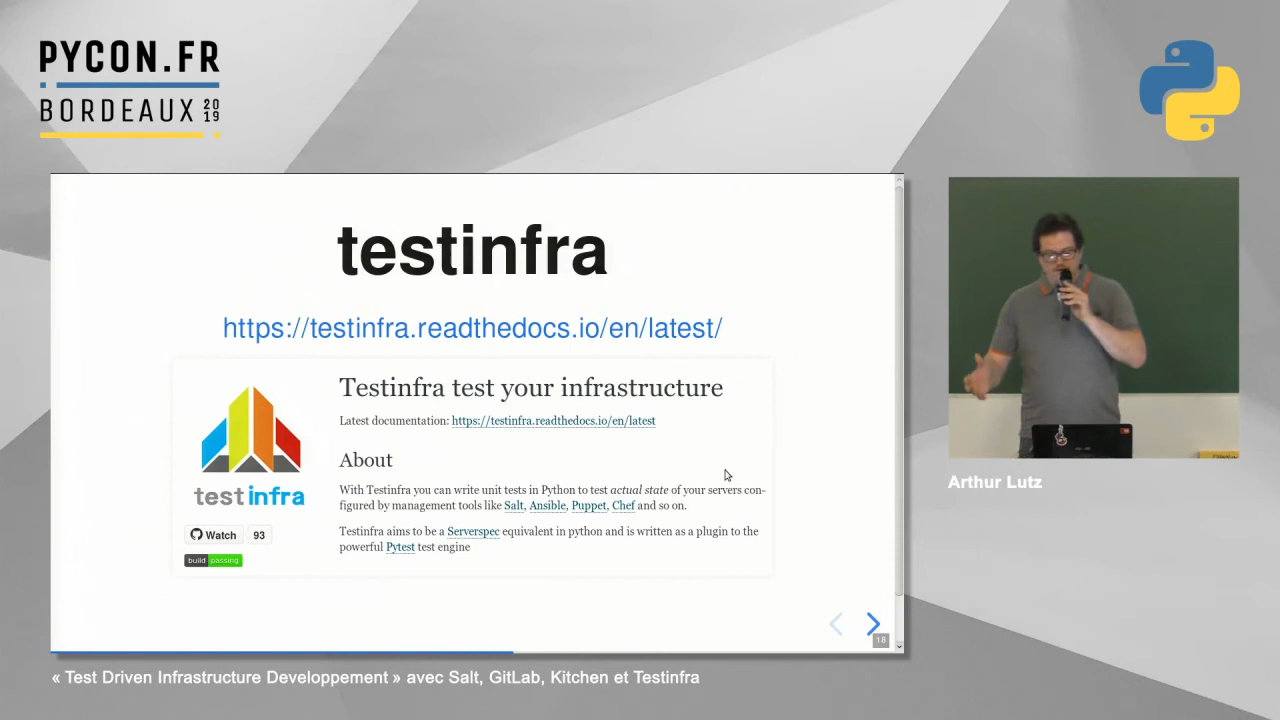 PYCON.FR
BORDEAUX 2019
testinfra
https://testinfra.readthedocs.io/en/latest/
Testinfra test your infrastructure
Latest documentation: https://testinfra.readthedocs.io/en/latest
About
With Testinfra you can write unit tests in Python to test actual state of your servers con-
figured by management tools like Salt, Ansible, Puppet, Chef and so on.
Testinfra aims to be a Serverspec equivalent in python and is written as a plugin to the
powerful Pytest test engine
test infra
Watch 93
build passing
18
Arthur Lutz
« Test Driven Infrastructure Developpement » avec Salt, GitLab, Kitchen et Testinfra